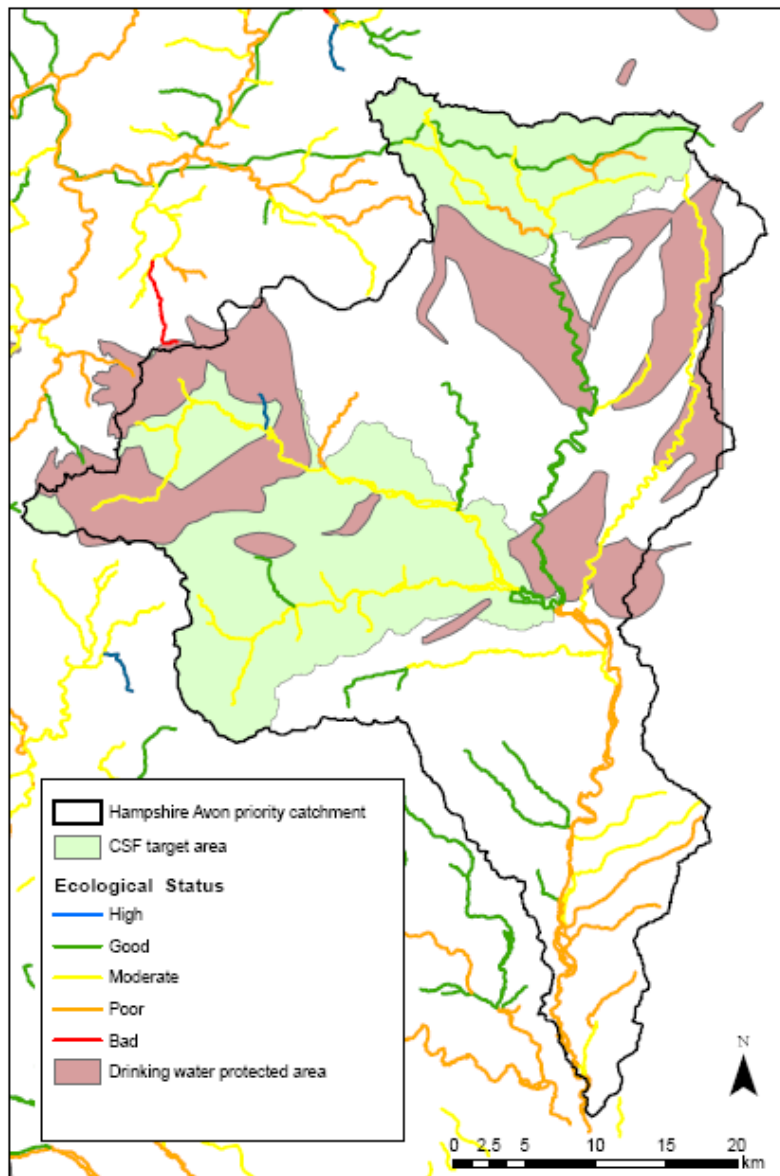 Hampshire Avon priority catchment
CSF target area
Ecological Status
High
Good
Moderate
Poor
Bad
Drinking water protected area
N
0 2.5 5 10 15 20
km